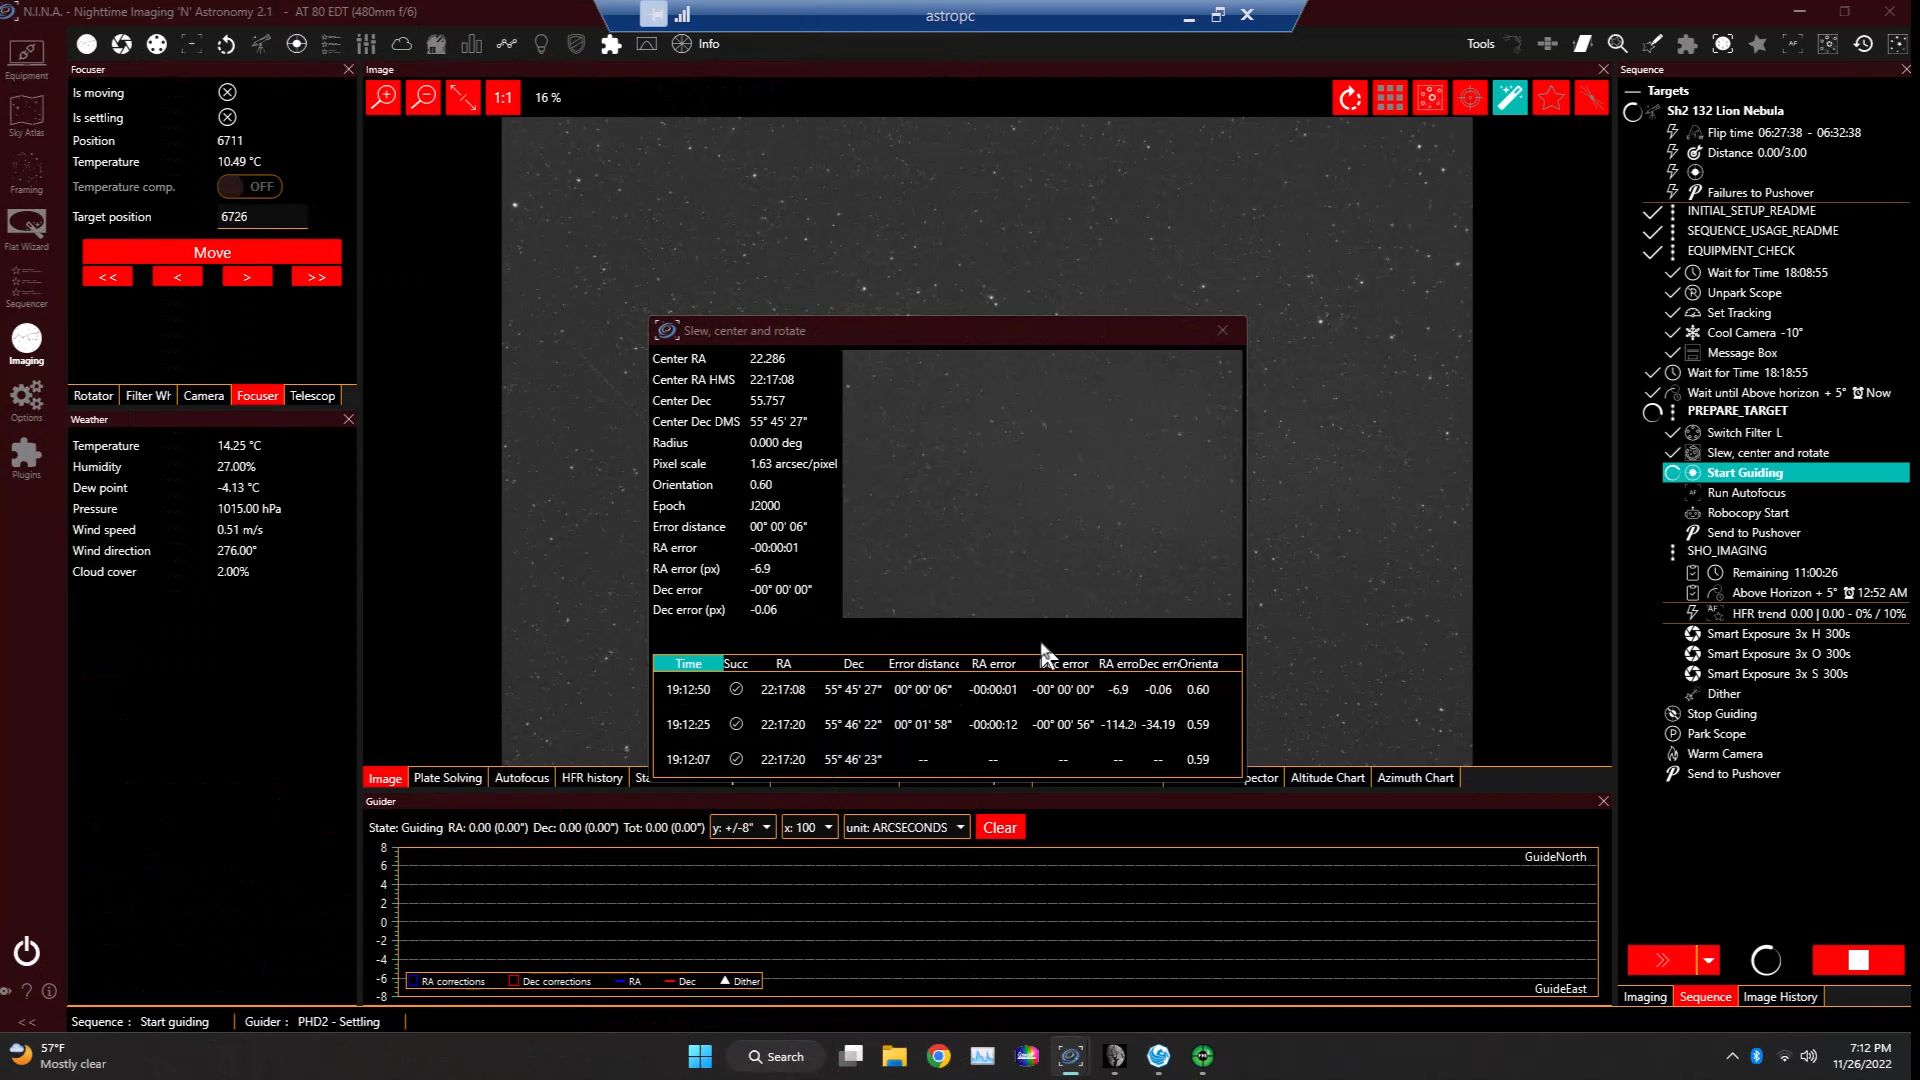 N.I.N.A. - Nighttime Imaging 'N' Astronomy 2.1 - AT 80 EDT (480mm f/6)
astropc
Info
Tools
Equipment
Sky Atlas
Framing
Flat Wizard
Sequencer
Imaging
Options
Plugins
Focuser
Is moving
Is settling
Position 6711
Temperature 10.49 °C
Temperature comp. OFF
Target position 6726
Move
<< < > >>
Rotator Filter Wh Camera Focuser Telescop
Weather
Temperature 14.25 °C
Humidity 27.00%
Dew point -4.13 °C
Pressure 1015.00 hPa
Wind speed 0.51 m/s
Wind direction 276.00°
Cloud cover 2.00%
Image
1:1 16 %
Slew, center and rotate
Center RA 22.286
Center RA HMS 22:17:08
Center Dec 55.757
Center Dec DMS 55° 45' 27"
Radius 0.000 deg
Pixel scale 1.63 arcsec/pixel
Orientation 0.60
Epoch J2000
Error distance 00° 00' 06"
RA error -00:00:01
RA error (px) -6.9
Dec error -00° 00' 00"
Dec error (px) -0.06
Time Succ RA Dec Error distance RA error error RA erro Dec err Orienta
19:12:50 22:17:08 55° 45' 27" 00° 00' 06" -00:00:01 -00° 00' 00" -6.9 -0.06 0.60
19:12:25 22:17:20 55° 46' 22" 00° 01' 58" -00:00:12 -00° 00' 56" -114.2 -34.19 0.59
19:12:07 22:17:20 55° 46' 23" -- -- -- -- -- 0.59
Image Plate Solving Autofocus HFR history Altitude Chart Azimuth Chart
Guider
State: Guiding RA: 0.00 (0.00") Dec: 0.00 (0.00") Tot: 0.00 (0.00") y: +/-8" x: 100 unit: ARCSECONDS Clear
8
6
4
2
0
-2
-4
-6
-8
GuideNorth
RA corrections Dec corrections RA Dec Dither
GuideEast
Sequence
Targets
Sh2 132 Lion Nebula
Flip time 06:27:38 - 06:32:38
Distance 0.00/3.00
Failures to Pushover
INITIAL_SETUP_README
SEQUENCE_USAGE_README
EQUIPMENT_CHECK
Wait for Time 18:08:55
Unpark Scope
Set Tracking
Cool Camera -10°
Message Box
Wait for Time 18:18:55
Wait until Above horizon + 5° Now
PREPARE_TARGET
Switch Filter L
Slew, center and rotate
Start Guiding
AF Run Autofocus
Robocopy Start
Send to Pushover
SHO_IMAGING
Remaining 11:00:26
Above Horizon + 5° 12:52 AM
AF HFR trend 0.00 | 0.00 - 0% / 10%
Smart Exposure 3x H 300s
Smart Exposure 3x O 300s
Smart Exposure 3x S 300s
Dither
Stop Guiding
Park Scope
Warm Camera
Send to Pushover
Imaging Sequence Image History
<<
Sequence : Start guiding Guider : PHD2 - Settling
57°F
Mostly clear
Search
7:12 PM
11/26/2022